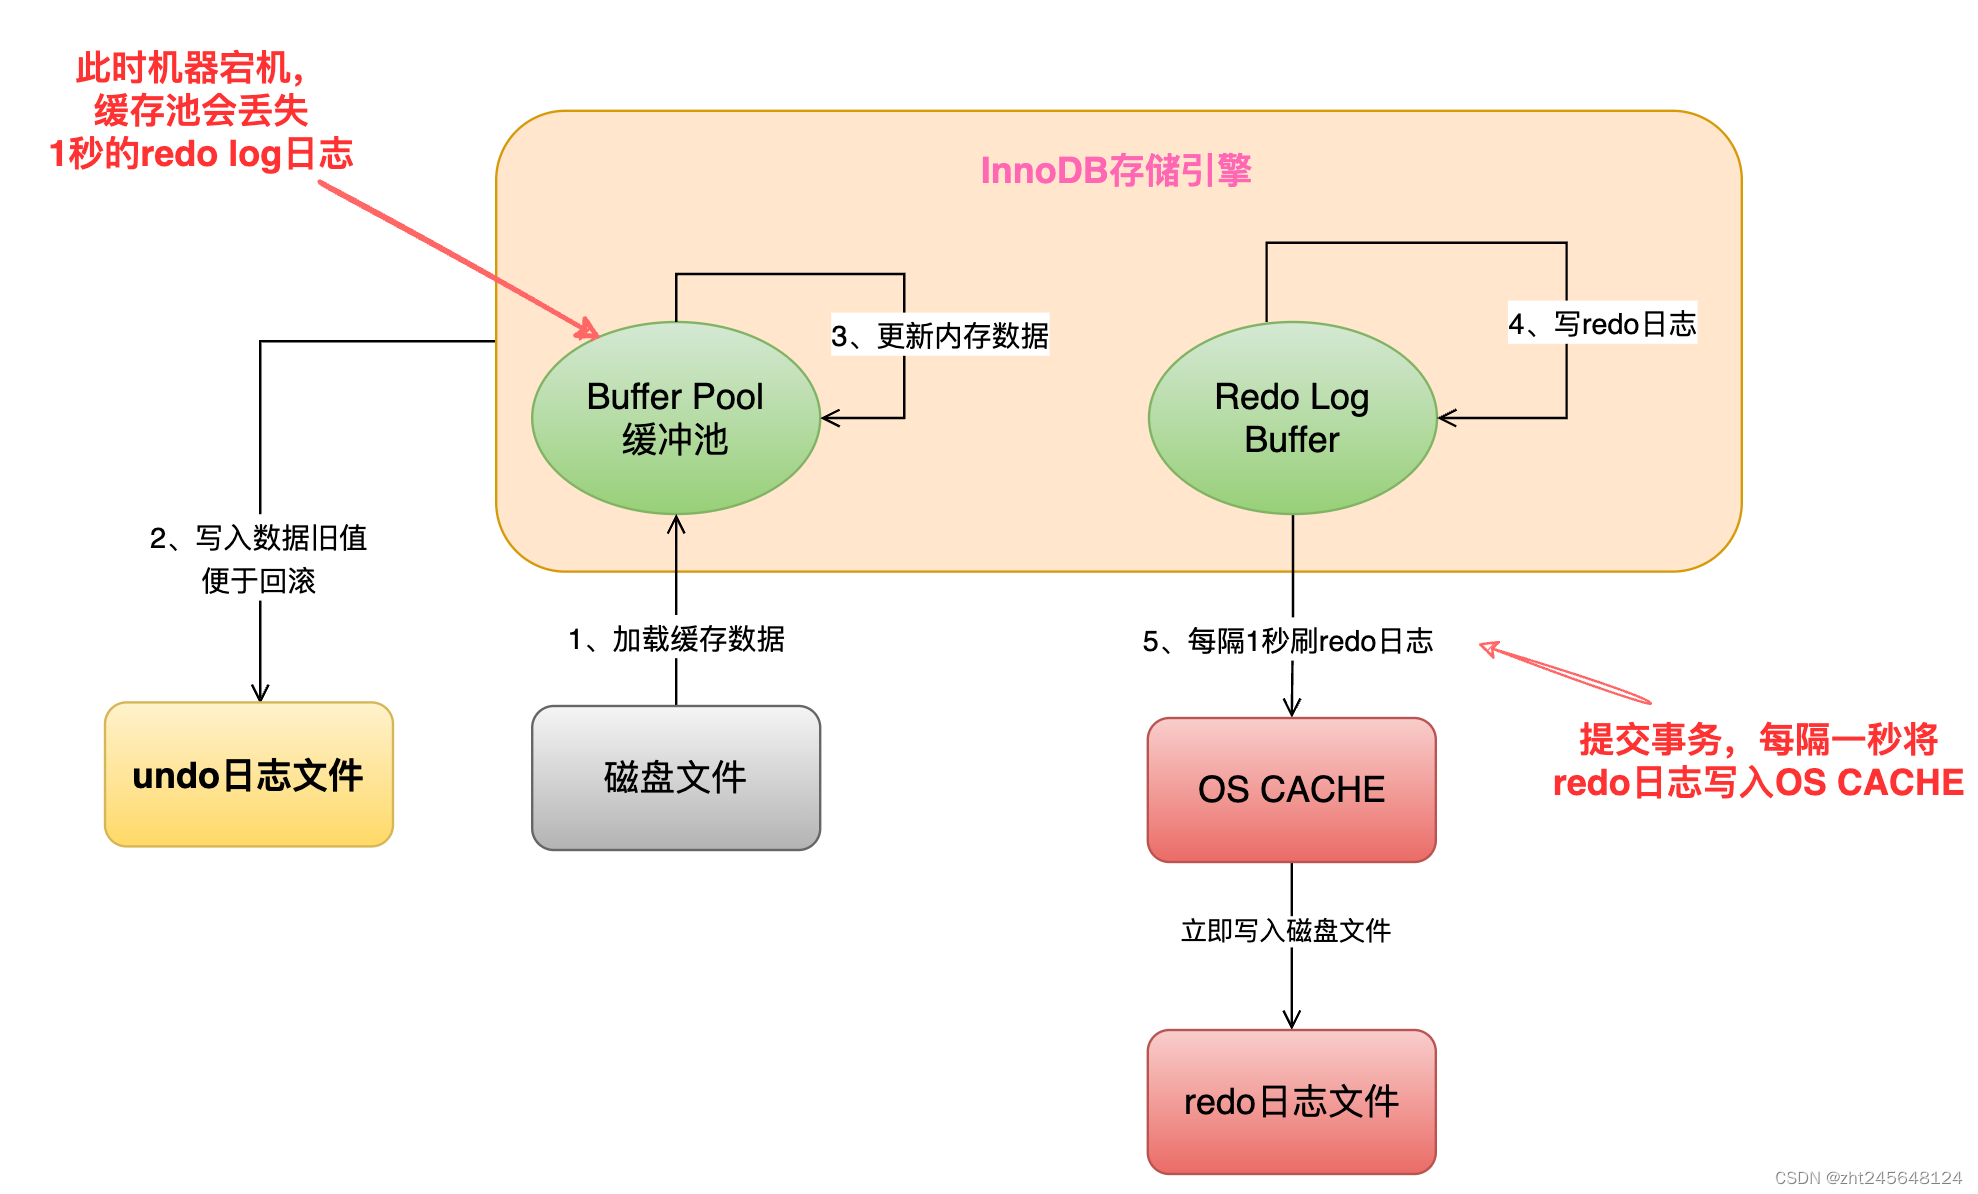 此时机器宕机，
缓存池会丢失
1秒的redo log日志
InnoDB存储引擎
3、更新内存数据
4、写redo日志
Buffer Pool
缓冲池
Redo Log
Buffer
2、写入数据旧值
便于回滚
1、加载缓存数据
5、每隔1秒刷redo日志
undo日志文件
磁盘文件
OS CACHE
提交事务，每隔一秒将
redo日志写入OS CACHE
立即写入磁盘文件
redo日志文件
CSDN @zht245648124